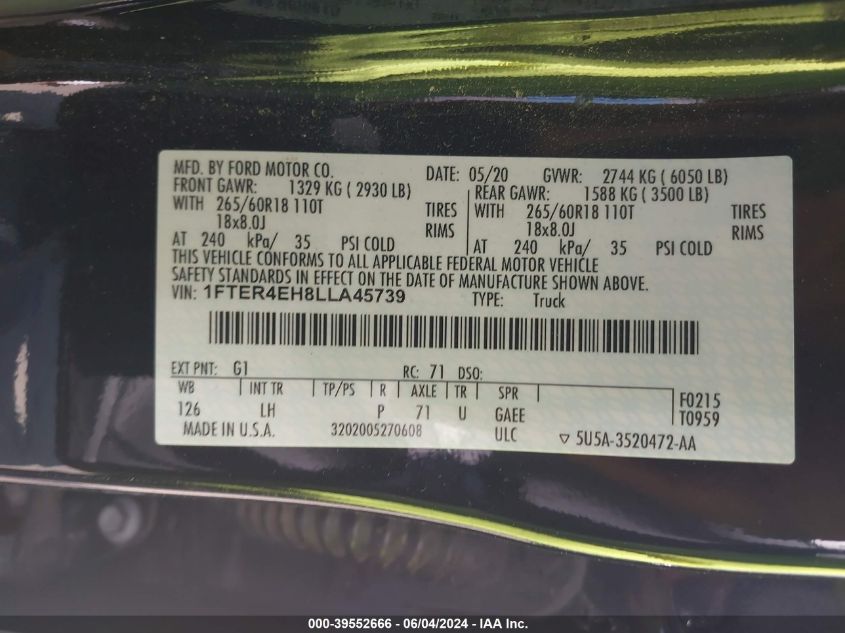 MFD. BY FORD MOTOR CO. DATE: 05/20 GVWR: 2744 KG ( 6050 LB)
FRONT GAWR: 1329 KG ( 2930 LB) REAR GAWR: 1588 KG ( 3500 LB)
WITH 265/60R18 110T TIRES WITH 265/60R18 110T TIRES
18x8.0J RIMS 18x8.0J RIMS
AT 240 kPa/ 35 PSI COLD AT 240 kPa/ 35 PSI COLD
THIS VEHICLE CONFORMS TO ALL APPLICABLE FEDERAL MOTOR VEHICLE
SAFETY STANDARDS IN EFFECT ON THE DATE OF MANUFACTURE SHOWN ABOVE.
VIN: 1FTER4EH8LLA45739 TYPE: Truck
EXT PNT: G1 RC: 71 DSO:
WB INT TR TP/PS R AXLE TR SPR F0215
126 LH P 71 U GAEE T0959
MADE IN U.S.A. 3202005270608 ULC ▽ 5U5A-3520472-AA
000-39552666 - 06/04/2024 - IAA Inc.